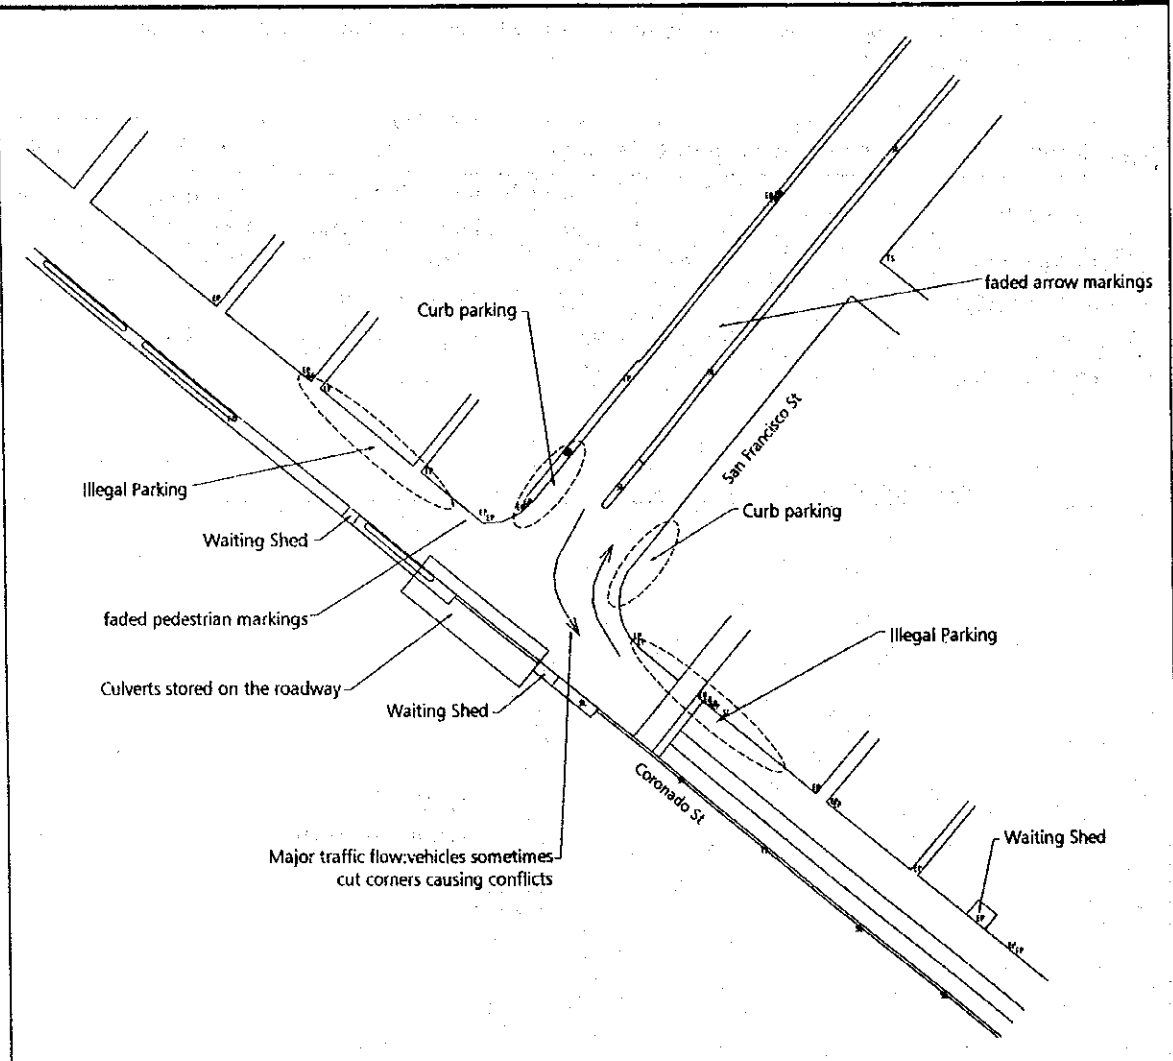 faded arrow markings
Curb parking
San Francisco St
Illegal Parking
Curb parking
Waiting Shed
faded pedestrian markings
Illegal Parking
Culverts stored on the roadway
Waiting Shed
Coronado St
Waiting Shed
Major traffic flow:vehicles sometimes
cut corners causing conflicts